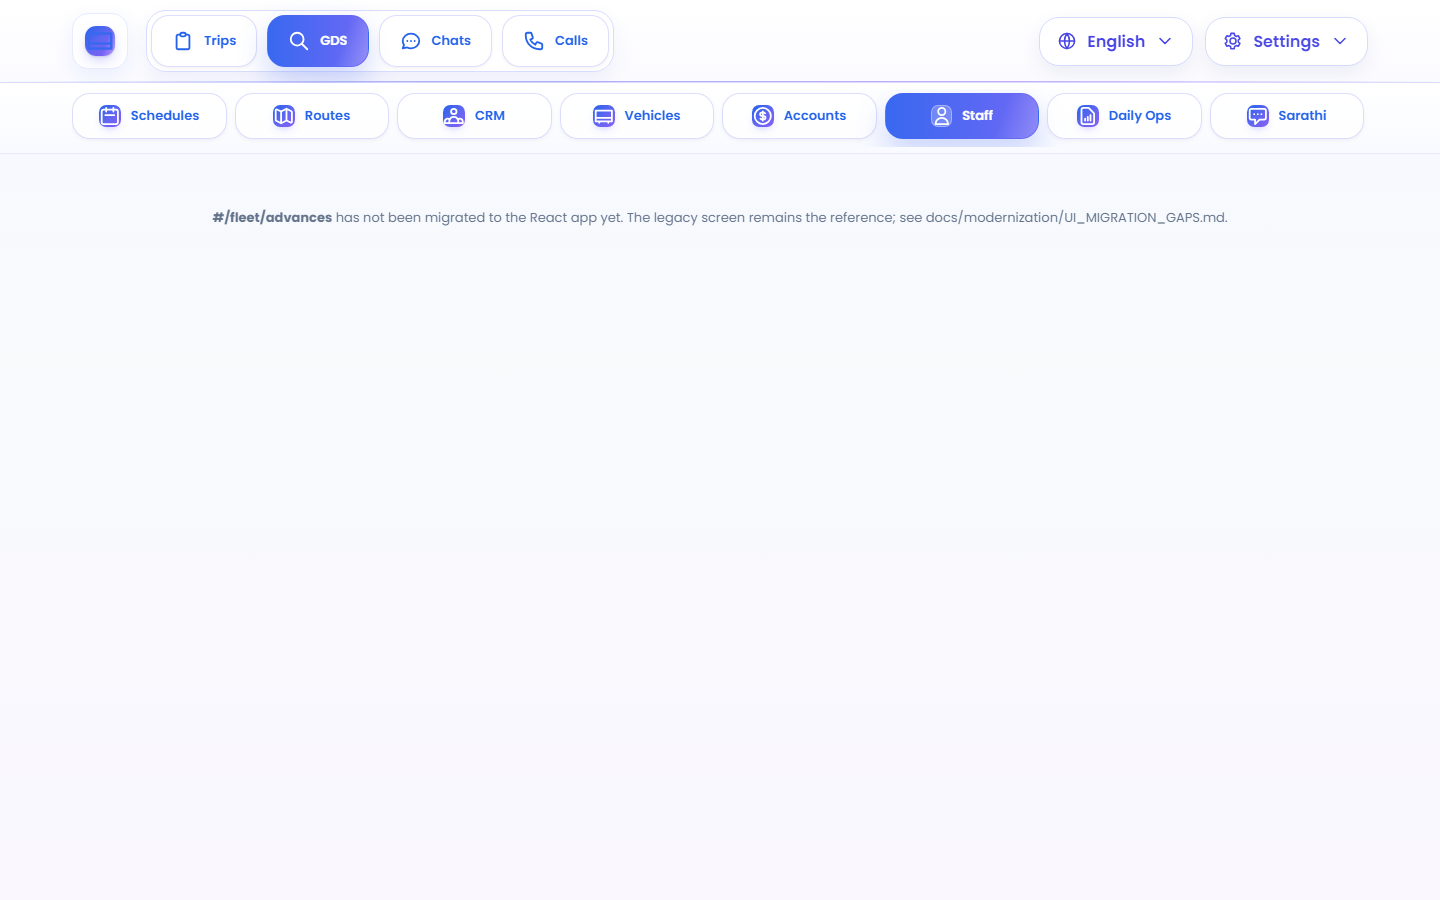 Trips
GDS
Chats
Calls
English
Settings
Schedules
Routes
CRM
Vehicles
Accounts
Staff
Daily Ops
Sarathi
#/fleet/advances has not been migrated to the React app yet. The legacy screen remains the reference; see docs/modernization/UI_MIGRATION_GAPS.md.